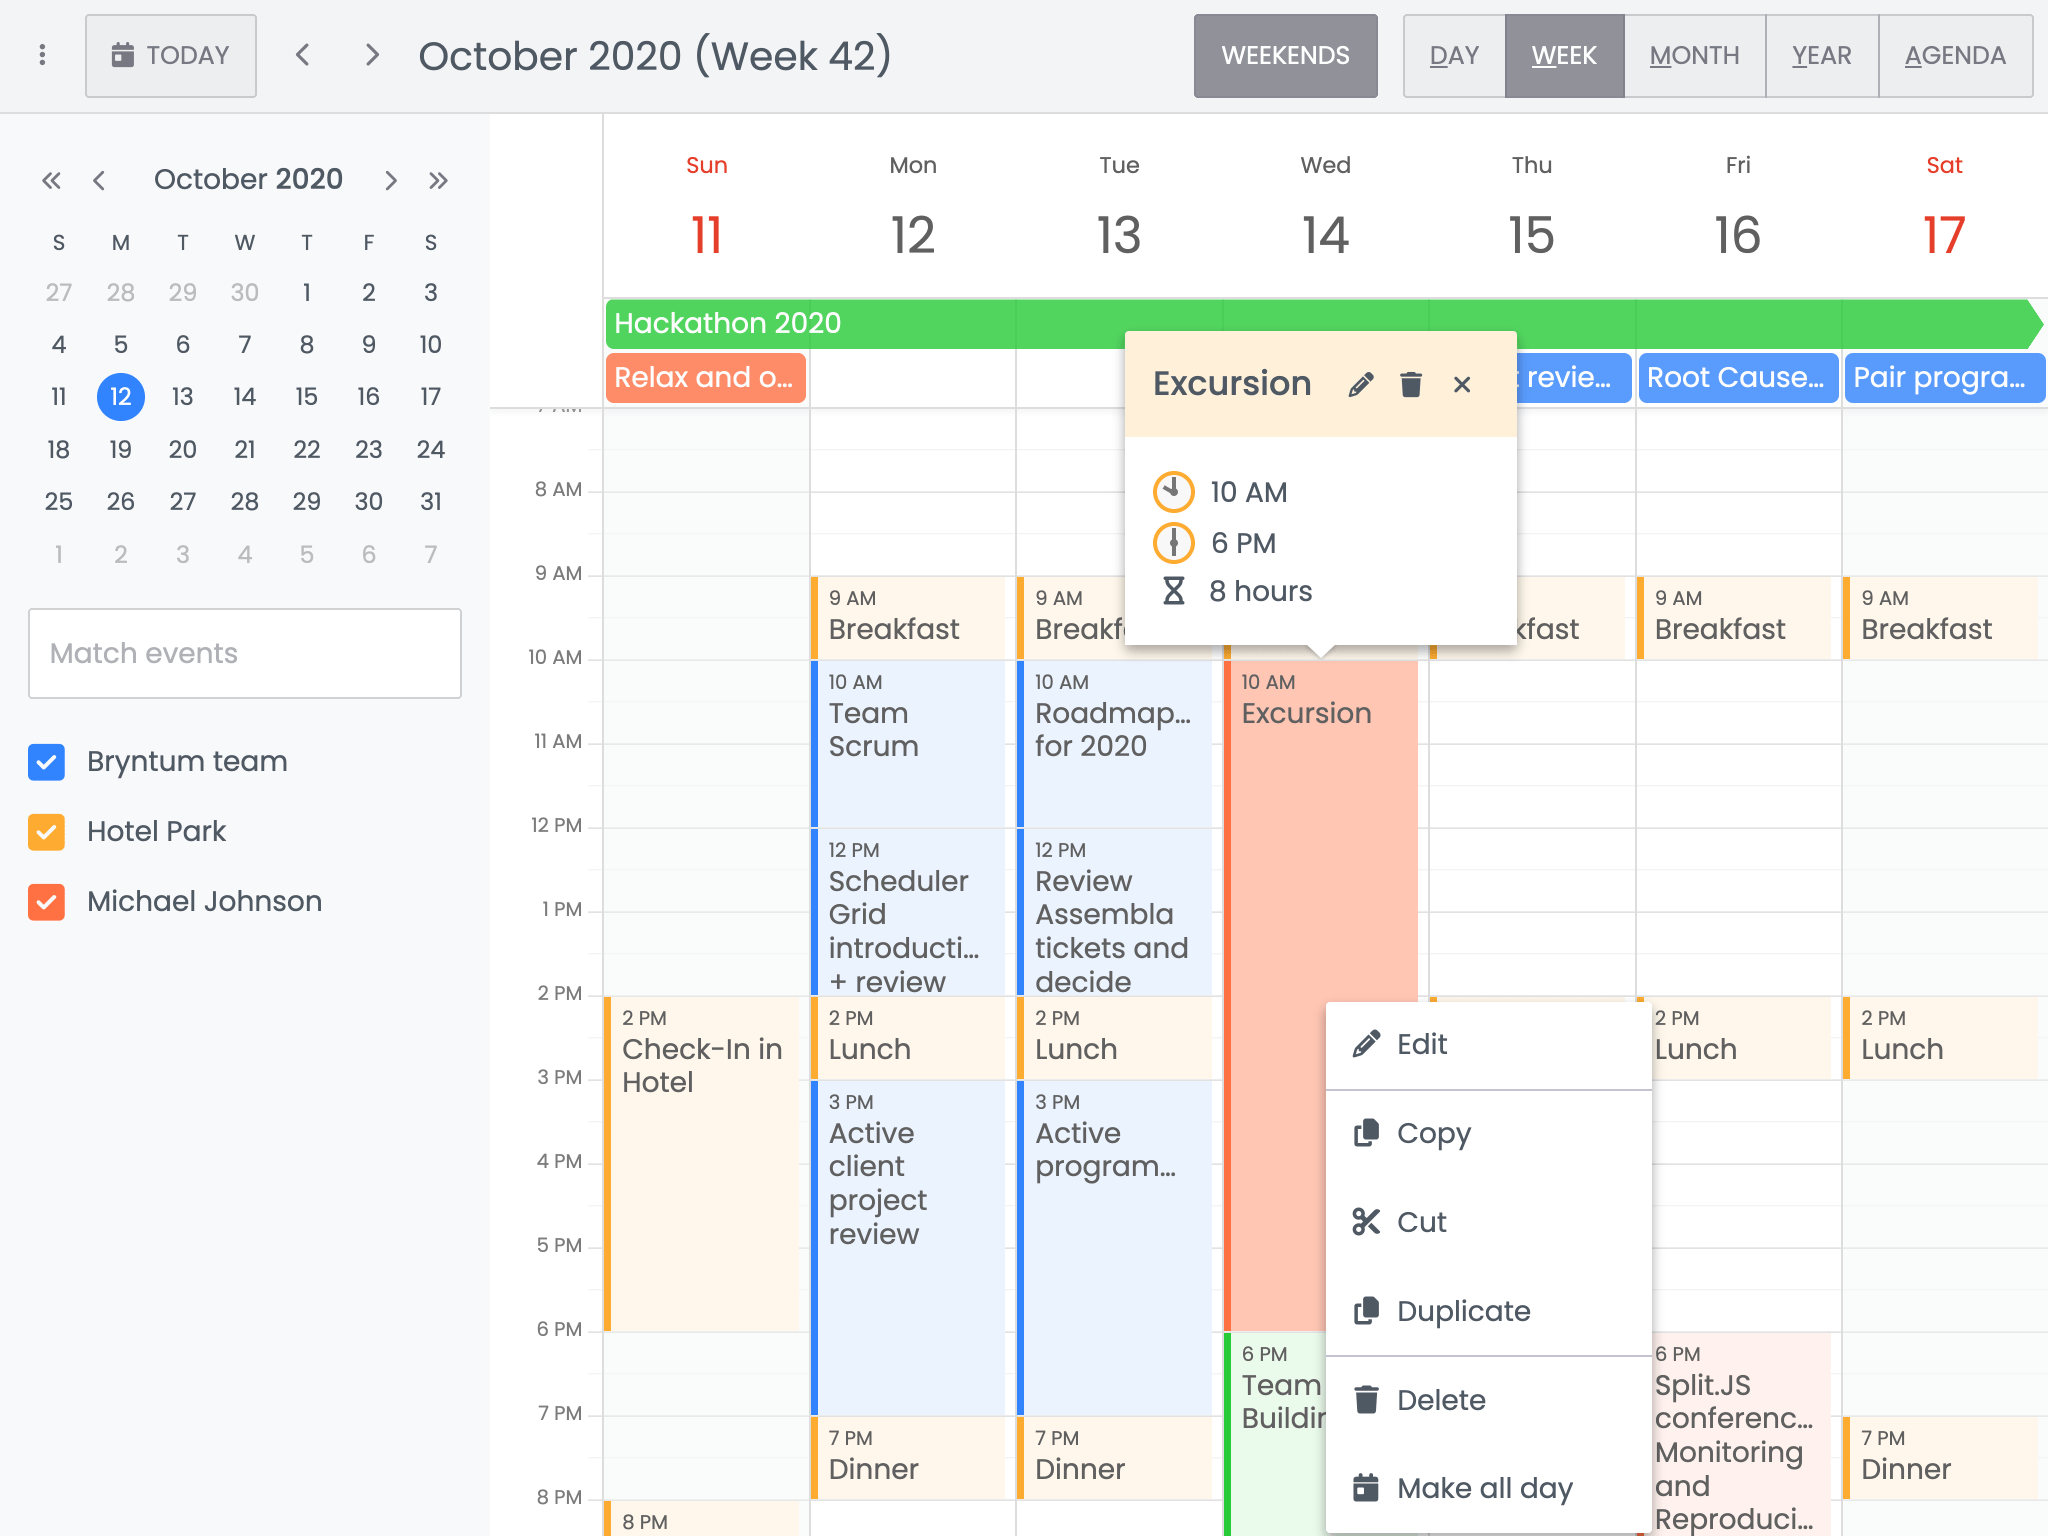 TODAY
October 2020 (Week 42)
WEEKENDS
DAY
WEEK
MONTH
YEAR
AGENDA
October 2020
S M T W T F S
27 28 29 30 1 2 3
4 5 6 7 8 9 10
11 12 13 14 15 16 17
18 19 20 21 22 23 24
25 26 27 28 29 30 31
1 2 3 4 5 6 7
Match events
Bryntum team
Hotel Park
Michael Johnson
Sun Mon Tue Wed Thu Fri Sat
11 12 13 14 15 16 17
Hackathon 2020
Relax and o...
revie...
Root Cause...
Pair progra...
8 AM
9 AM
10 AM
11 AM
12 PM
1 PM
2 PM
3 PM
4 PM
5 PM
6 PM
7 PM
8 PM
2 PM
Check-In in
Hotel
8 PM
9 AM
Breakfast
10 AM
Team
Scrum
12 PM
Scheduler
Grid
introducti...
+ review
2 PM
Lunch
3 PM
Active
client
project
review
7 PM
Dinner
9 AM
Breakf
10 AM
Roadmap...
for 2020
12 PM
Review
Assembla
tickets and
decide
2 PM
Lunch
3 PM
Active
program...
7 PM
Dinner
Excursion
10 AM
6 PM
8 hours
10 AM
Excursion
6 PM
Team
Buildin
kfast
Edit
Copy
Cut
Duplicate
Delete
Make all day
9 AM
Breakfast
2 PM
Lunch
6 PM
Split.JS
conferenc...
Monitoring
and
Reproduci...
9 AM
Breakfast
2 PM
Lunch
7 PM
Dinner